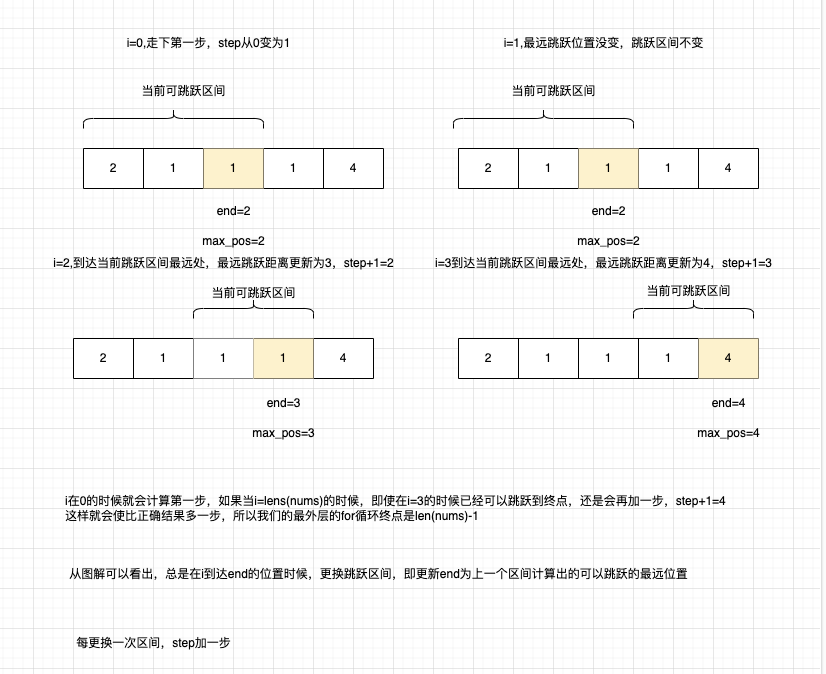 i=0,走下第一步，step从0变为1
i=1,最远跳跃位置没变，跳跃区间不变
当前可跳跃区间
当前可跳跃区间
2 1 1 1 4
2 1 1 1 4
end=2
end=2
max_pos=2
max_pos=2
i=2,到达当前跳跃区间最远处，最远跳跃距离更新为3，step+1=2
i=3到达当前跳跃区间最远处，最远跳跃距离更新为4，step+1=3
当前可跳跃区间
当前可跳跃区间
2 1 1 1 4
2 1 1 1 4
end=3
end=4
max_pos=3
max_pos=4
i在0的时候就会计算第一步，如果当i=lens(nums)的时候，即使在i=3的时候已经可以跳跃到终点，还是会再加一步，step+1=4
这样就会使比正确结果多一步，所以我们的最外层的for循环终点是len(nums)-1
从图解可以看出，总是在i到达end的位置时候，更换跳跃区间，即更新end为上一个区间计算出的可以跳跃的最远位置
每更换一次区间，step加一步